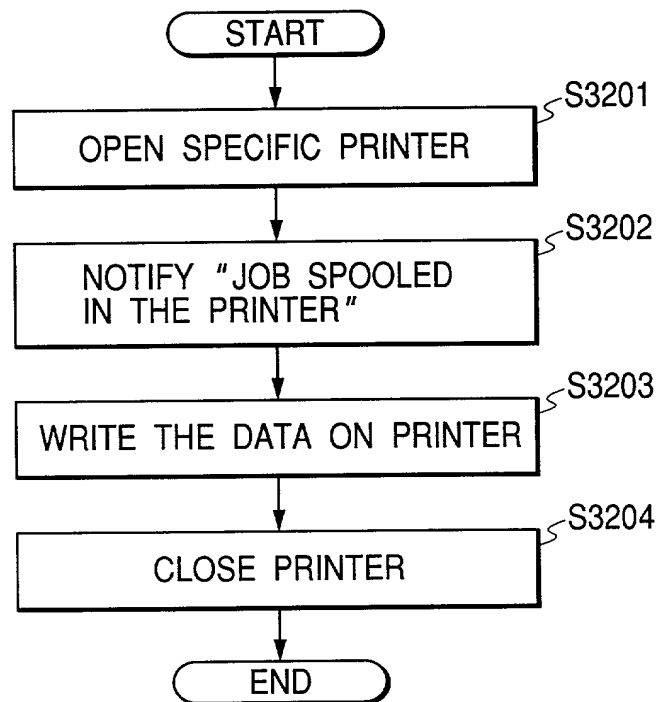 START
S3201
OPEN SPECIFIC PRINTER
S3202
NOTIFY "JOB SPOOLED
IN THE PRINTER"
S3203
WRITE THE DATA ON PRINTER
S3204
CLOSE PRINTER
END